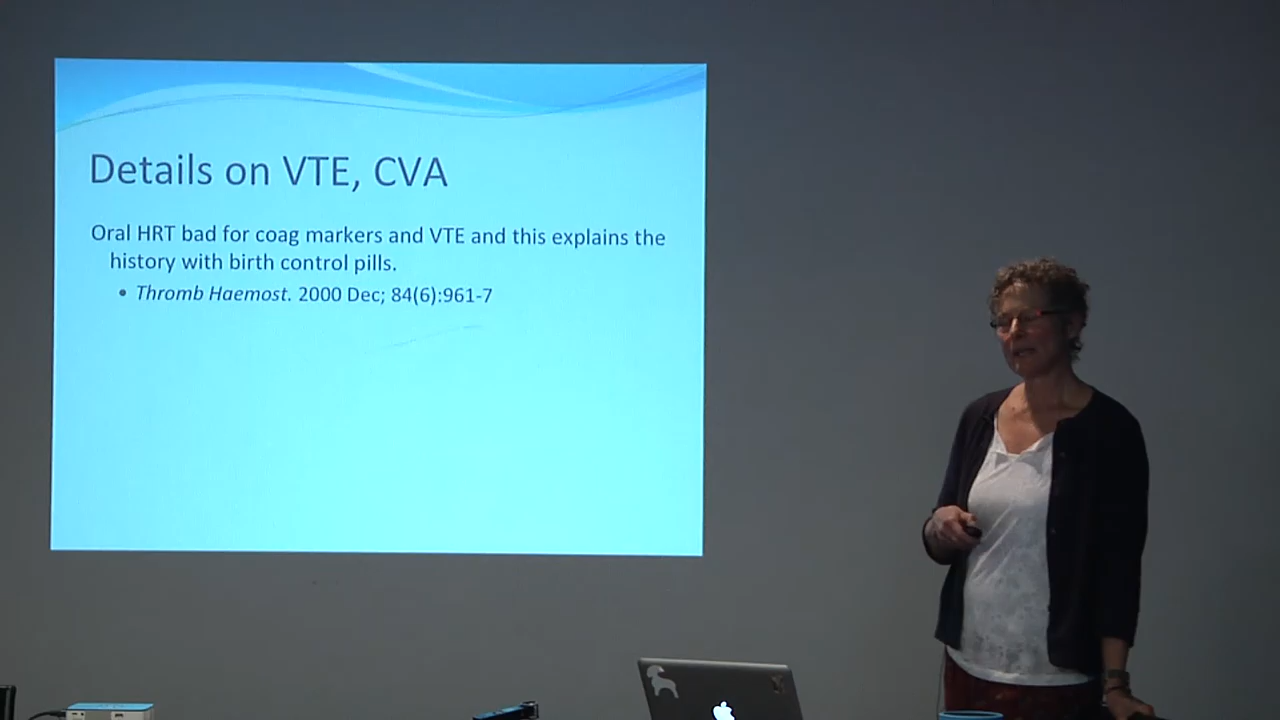 Details on VTE, CVA
Oral HRT bad for coag markers and VTE and this explains the
history with birth control pills.
• Thromb Haemost. 2000 Dec; 84(6):961-7